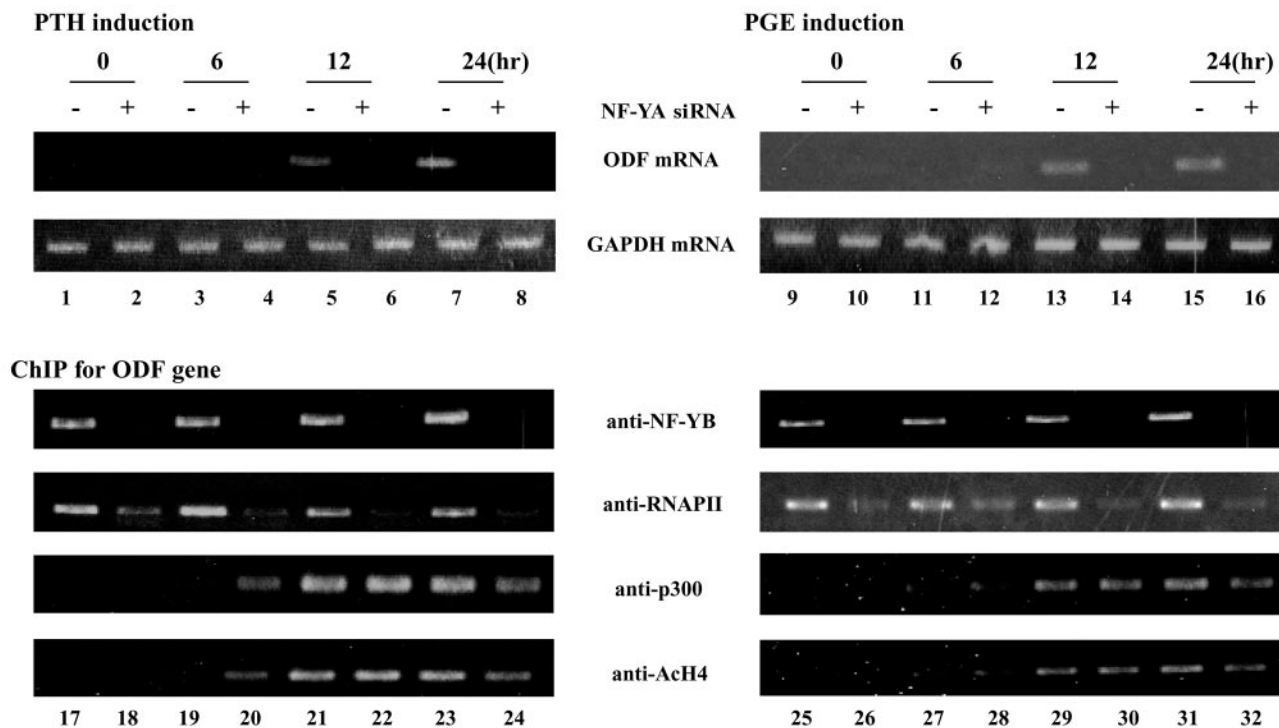 PTH induction
PGE induction
0 6 12 24(hr)
0 6 12 24(hr)
- + - + - + - +
NF-YA siRNA
- + - + - + - +
ODF mRNA
GAPDH mRNA
1 2 3 4 5 6 7 8
9 10 11 12 13 14 15 16
ChIP for ODF gene
anti-NF-YB
anti-RNAPII
anti-p300
anti-AcH4
17 18 19 20 21 22 23 24
25 26 27 28 29 30 31 32